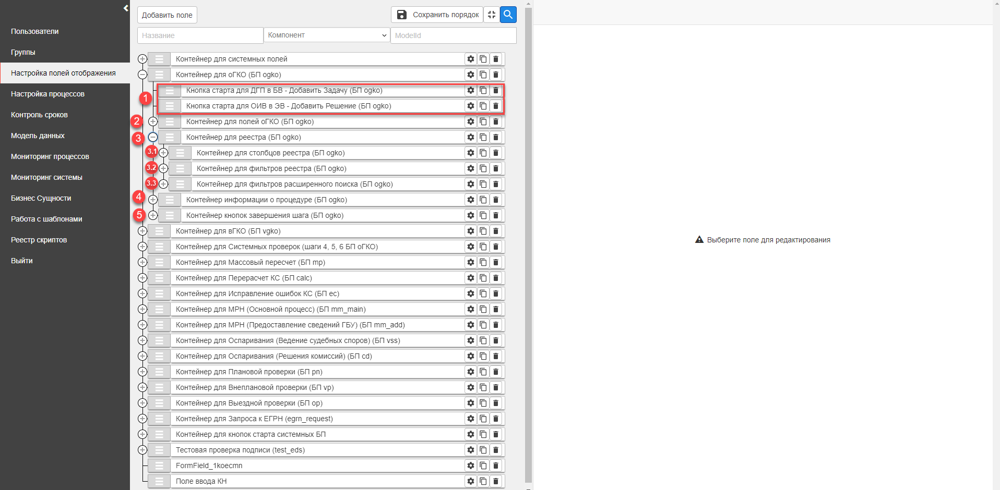 Пользователи
Группы
Настройка полей отображения
Настройка процессов
Контроль сроков
Модель данных
Мониторинг процессов
Мониторинг системы
Бизнес Сущности
Работа с шаблонами
Реестр скриптов
Выйти
Добавить поле
Сохранить порядок
Название
Компонент
ModelId
Контейнер для системных полей
Контейнер для оГКО (БП ogko)
1
Кнопка старта для ДГП в БВ - Добавить Задачу (БП ogko)
Кнопка старта для ОИВ в ЭВ - Добавить Решение (БП ogko)
2 Контейнер для полей оГКО (БП ogko)
3 Контейнер для реестра (БП ogko)
3.1 Контейнер для столбцов реестра (БП ogko)
3.2 Контейнер для фильтров реестра (БП ogko)
3.3 Контейнер для фильтров расширенного поиска (БП ogko)
4 Контейнер информации о процедуре (БП ogko)
5 Контейнер кнопок завершения шага (БП ogko)
Контейнер для вГКО (БП vgko)
Контейнер для Системных проверок (шаги 4, 5, 6 БП оГКО)
Контейнер для Массовый пересчет (БП mp)
Контейнер для Перерасчет КС (БП calc)
Контейнер для Исправление ошибок КС (БП ec)
Контейнер для МРН (Основной процесс) (БП mm_main)
Контейнер для МРН (Предоставление сведений ГБУ) (БП mm_add)
Контейнер для Оспаривания (Ведение судебных споров) (БП vss)
Контейнер для Оспаривания (Решения комиссий) (БП cd)
Контейнер для Плановой проверки (БП pn)
Контейнер для Внеплановой проверки (БП vp)
Контейнер для Выездной проверки (БП op)
Контейнер для Запроса к ЕГРН (egrn_request)
Контейнер для кнопок старта системных БП
Тестовая проверка подписи (test_eds)
FormField_1koecmn
Поле ввода КН
Выберите поле для редактирования